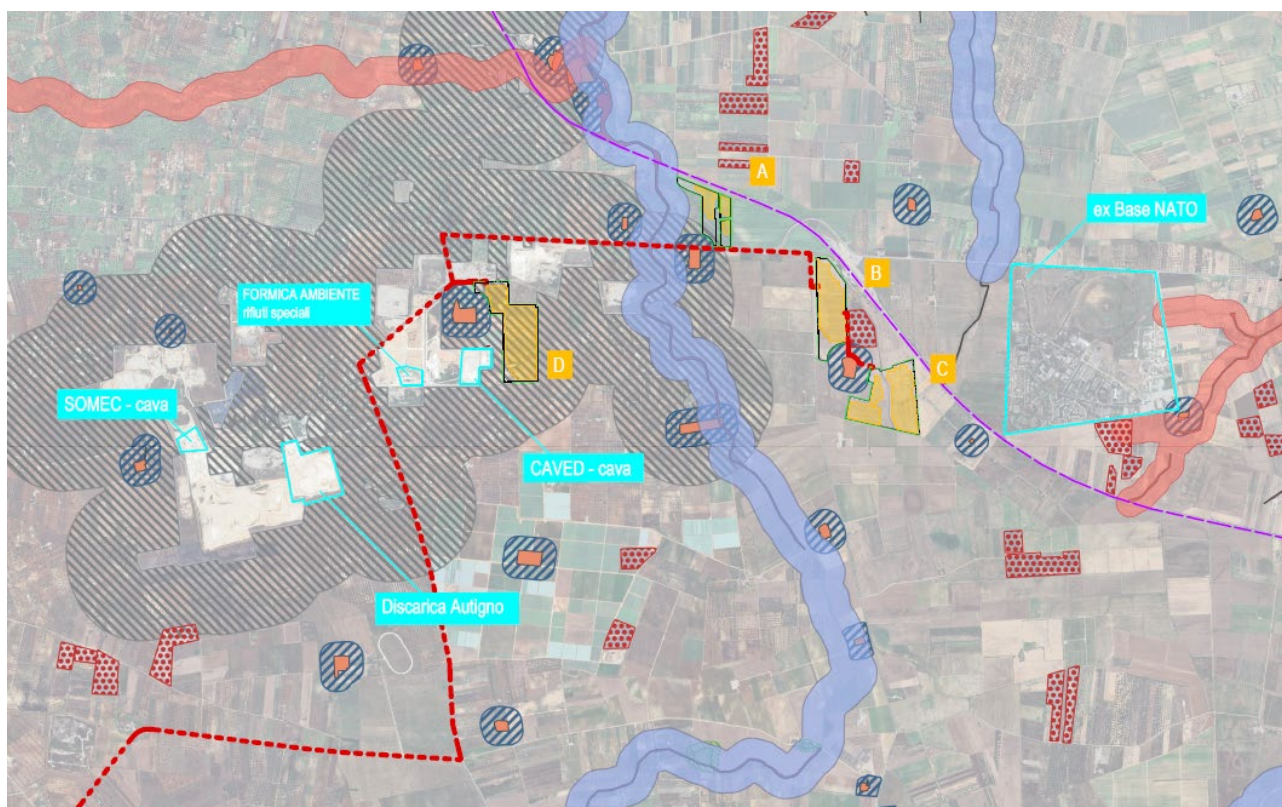 A
ex Base NATO
B
FORMICA AMBIENTE
rifiuti speciali
D
C
SOMEC - cava
CAVED - cava
Discarica Autigno